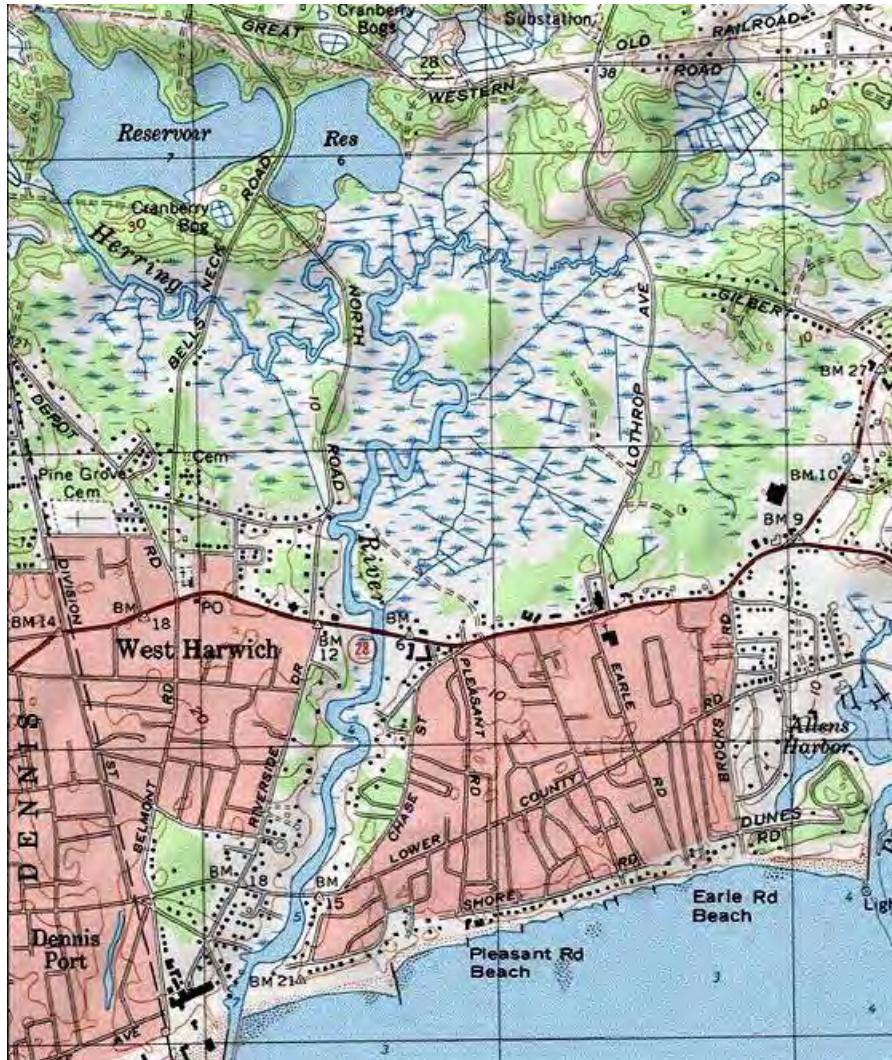 Cranberry
Bogs
GREAT
Substation
OLD RAILROAD
WESTERN ROAD
28
38
40
Reservoir
7
Res
6
Cranberry
Bog
30
Herring
BELLS NECK ROAD
NORTH ROAD
10
LOTHROP AVE
GILBERT
10
BM 27
DEPOT RD
Cem
Pine Grove
Cem
BM 10
BM 9
River
DIVISION ST
BM 14
BM
18
PO
BM
12
28
BM
6
West Harwich
20
RD
BELMONT
RIVERSIDE DR
PLEASANT RD
10
CHASE ST
EARLE RD
BROCKS RD
LOWER COUNTY RD
10
Allens
Harbor
DENNIS
DUNES
RD
BM
18
BM
15
5
SHORE RD
Earle Rd
Beach
4
Ligh
Dennis
Port
Pleasant Rd
Beach
BM 21
3
4
AVE
3